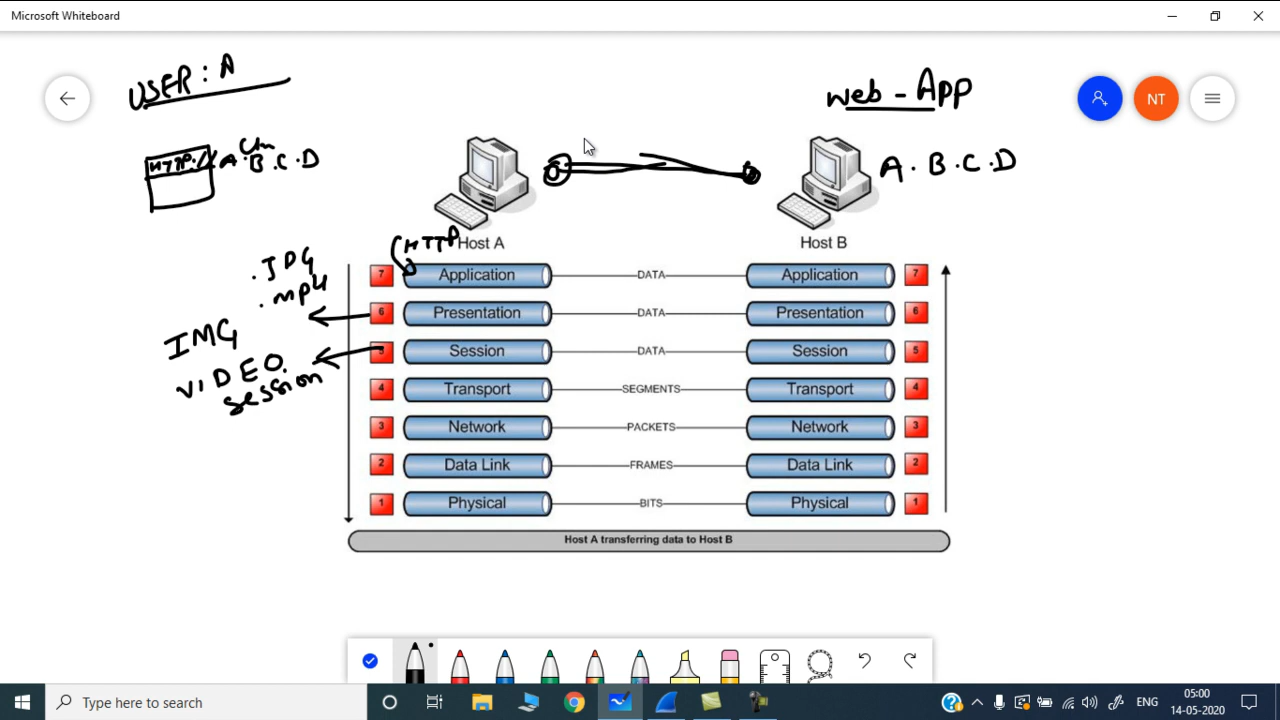 Microsoft Whiteboard
USER : A
web - App
NT
HTTP://A.B.C.D
A.B.C.D
Host A
Host B
HTTP
.JPG
.mp4
IMG
VIDEO
session
7 Application DATA Application 7
6 Presentation DATA Presentation 6
5 Session DATA Session 5
4 Transport SEGMENTS Transport 4
3 Network PACKETS Network 3
2 Data Link FRAMES Data Link 2
1 Physical BITS Physical 1
Host A transferring data to Host B
Type here to search
ENG
05:00
14-05-2020